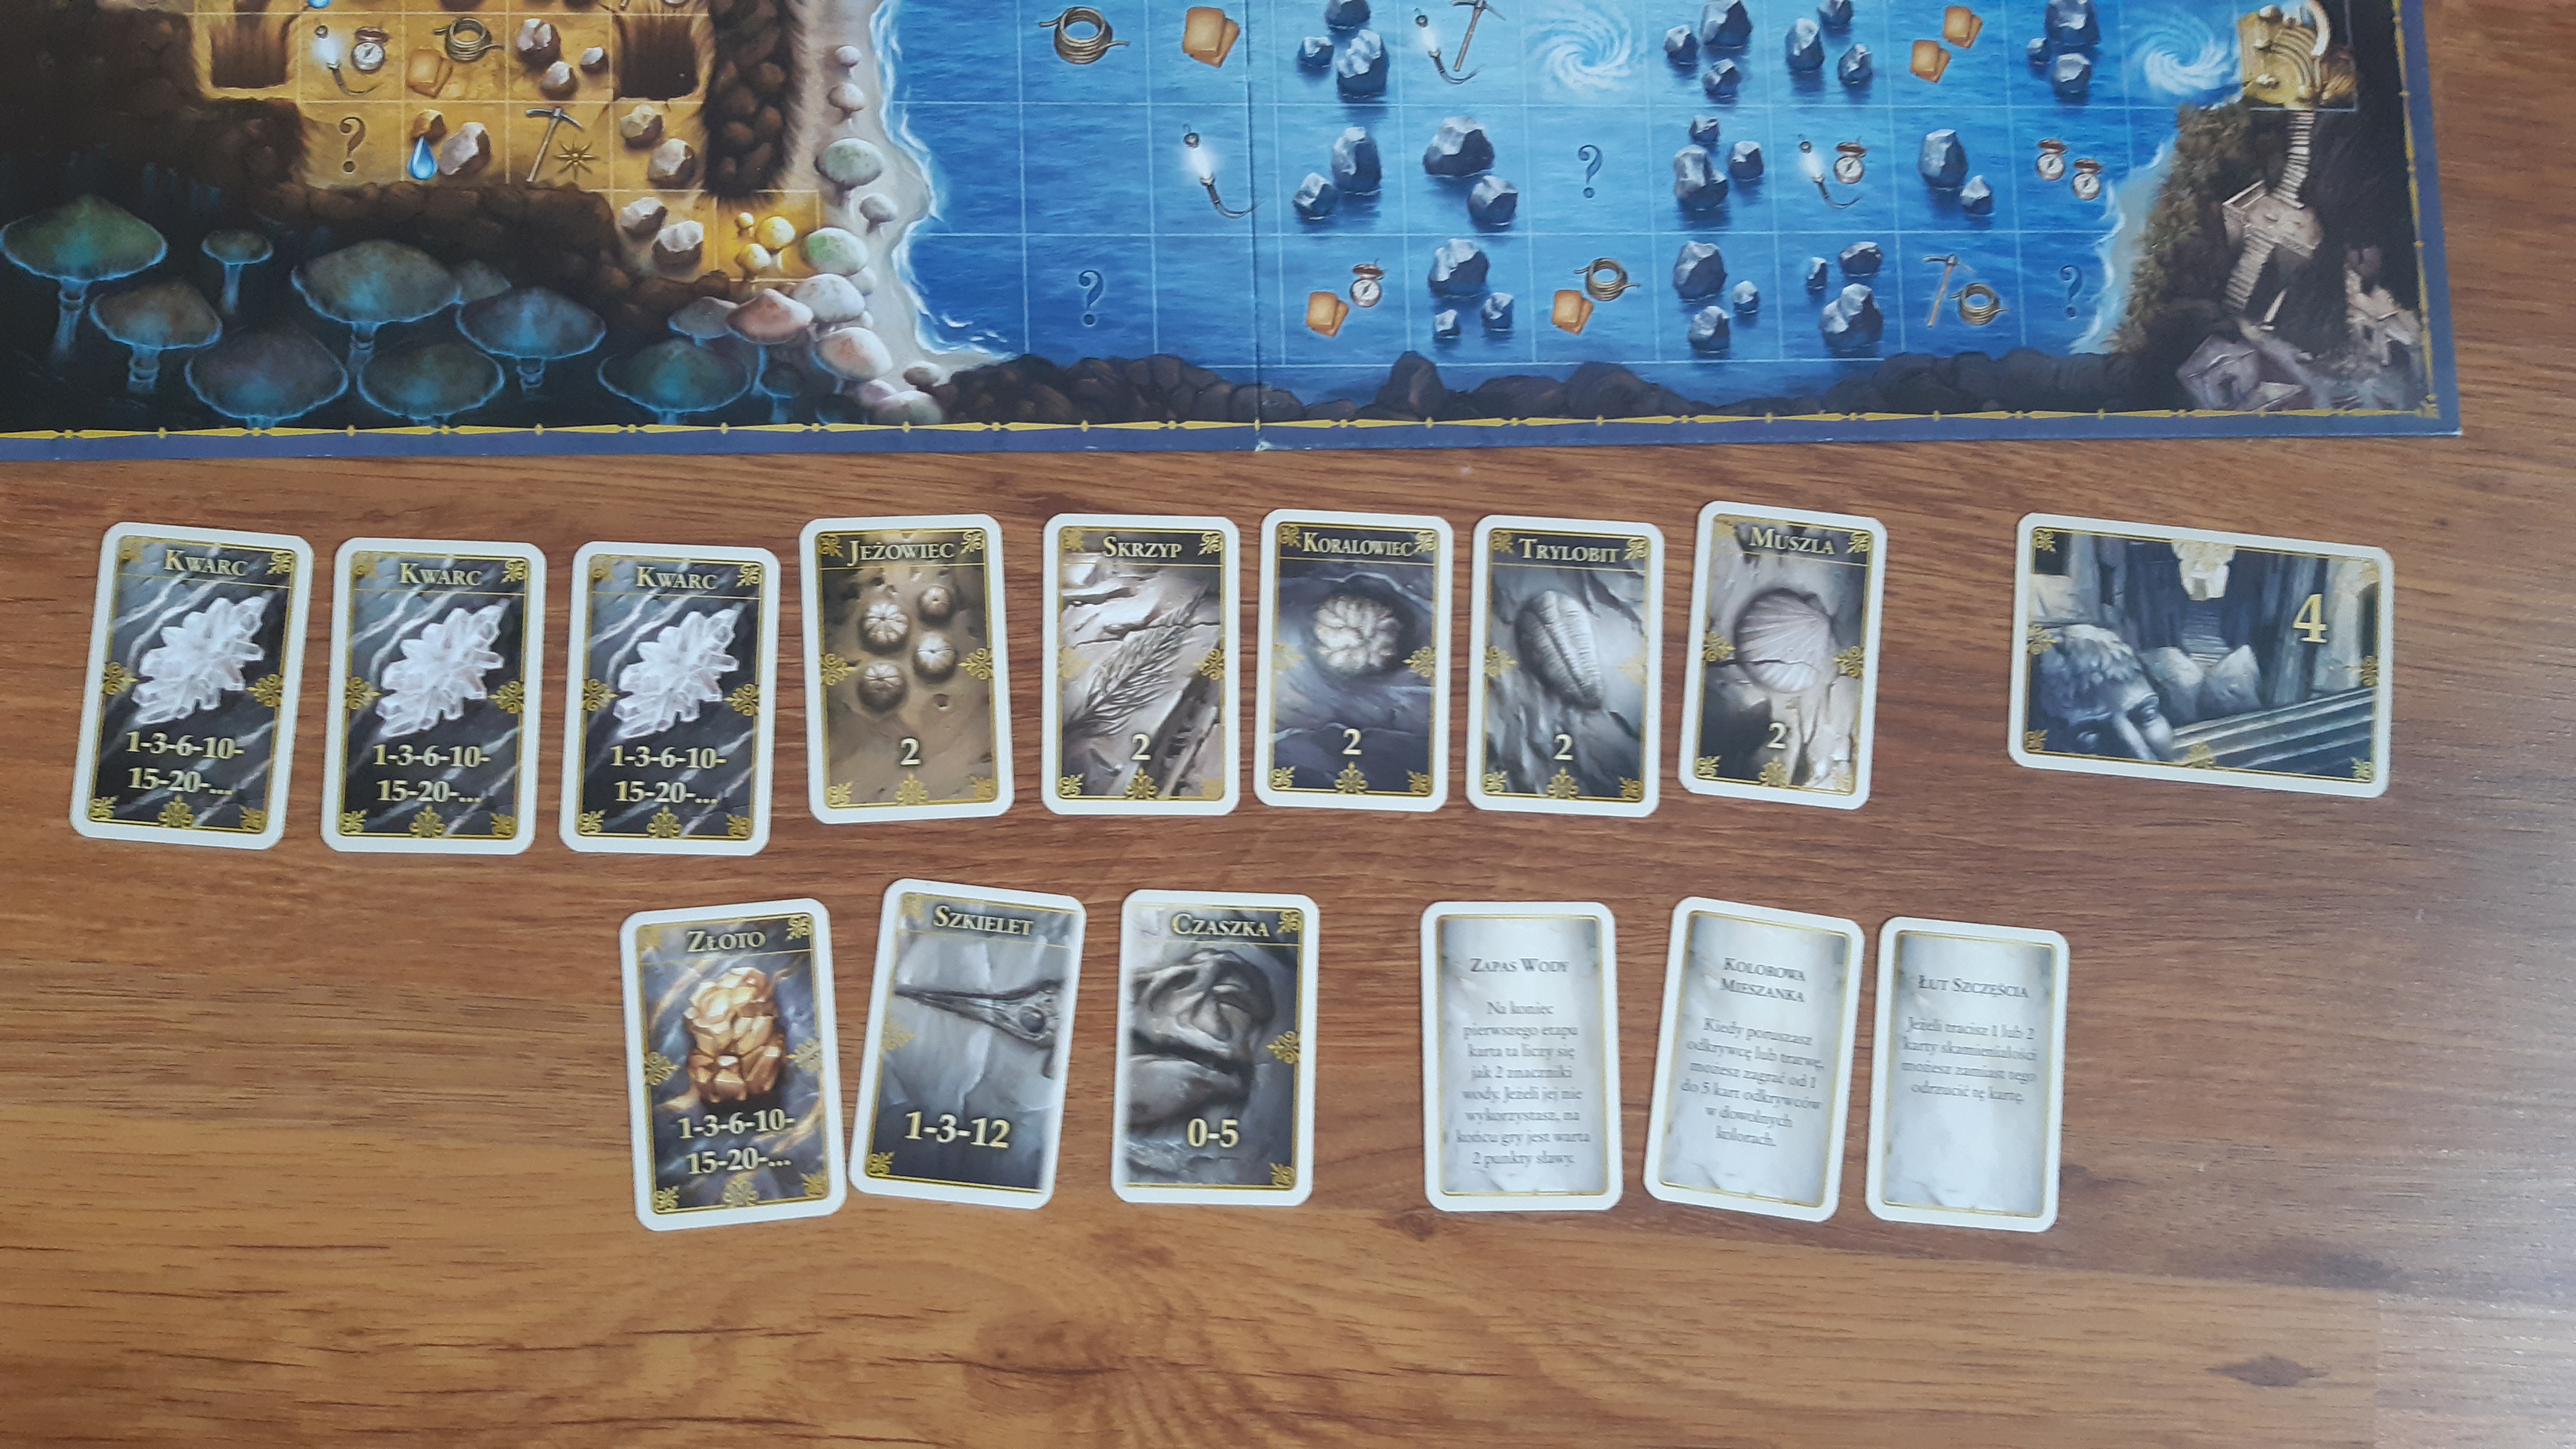 ŁUT SZCZĘŚCIA
Jeżeli tracisz 1 lub 2
karty skamieniałości
możesz zamiast tego
odrzucić tę kartę.
KOLOROWA
MIESZANKA
Kiedy poruszasz
odkrywcę lub tratwę,
możesz zagrać od 1
do 5 kart odkrywców
w dowolnych
kolorach.
ZAPAS WODY
Na koniec
pierwszego etapu
karta ta liczy się
jak 2 znaczniki
wody. Jeżeli jej nie
wykorzystasz, na
końcu gry jest warta
2 punkty sławy.
CZASZKA
0-5
SZKIELET
1-3-12
ZŁOTO
1-3-6-10-
15-20-...
4
MUSZLA
2
TRYLOBIT
2
KORALOWIEC
2
SKRZYP
2
JEŻOWIEC
2
KWARC
1-3-6-10-
15-20-...
KWARC
1-3-6-10-
15-20-...
KWARC
1-3-6-10-
15-20-...
?
?
?
?